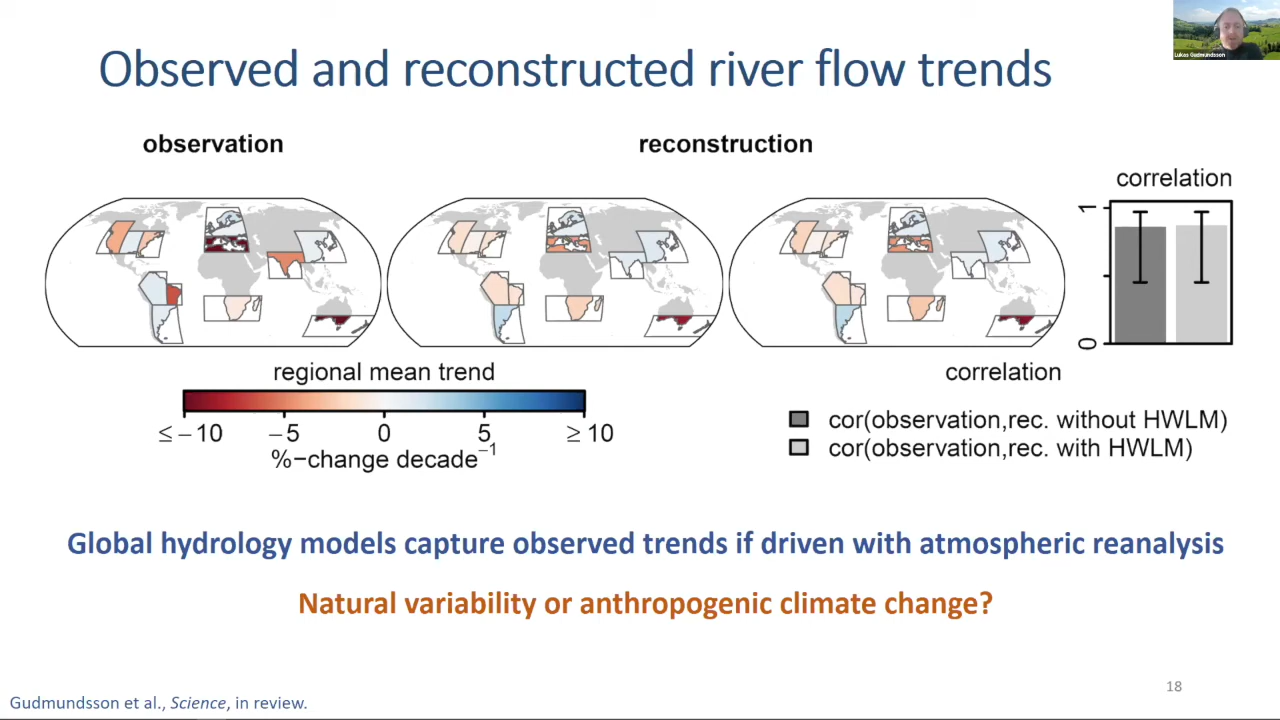 Lukas Gudmundsson
Observed and reconstructed river flow trends
observation
reconstruction
correlation
1
0
regional mean trend
≤ −10 −5 0 5 ≥ 10
%−change decade⁻¹
correlation
cor(observation,rec. without HWLM)
cor(observation,rec. with HWLM)
Global hydrology models capture observed trends if driven with atmospheric reanalysis
Natural variability or anthropogenic climate change?
18
Gudmundsson et al., Science, in review.